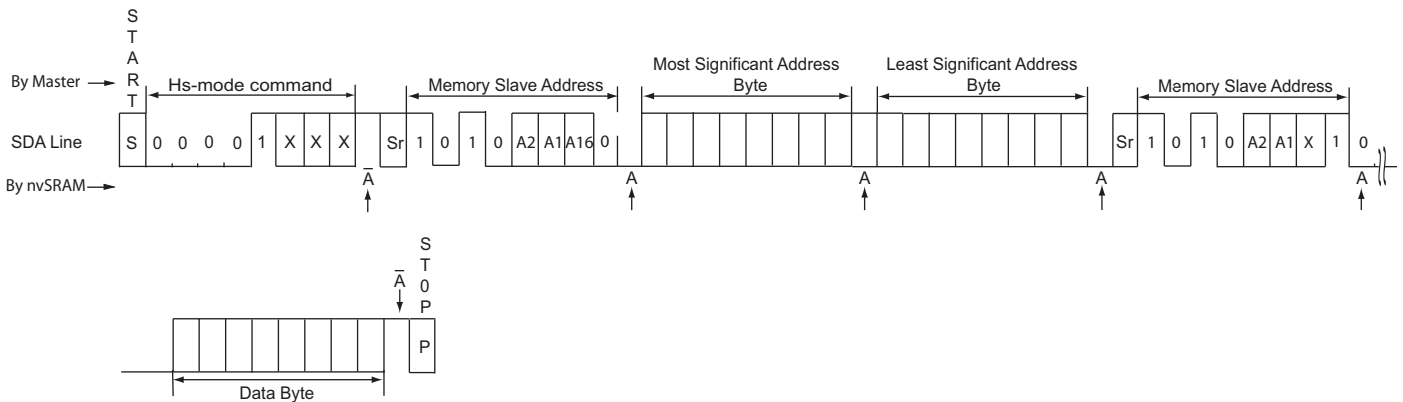 START
By Master
Hs-mode command
Memory Slave Address
Most Significant Address
Byte
Least Significant Address
Byte
Memory Slave Address
SDA Line
S 0 0 0 0 1 X X X Sr 1 0 1 0 A2 A1 A16 0 Sr 1 0 1 0 A2 A1 X 1 0
By nvSRAM
A̅ A A A A
A̅
ST0P
P
Data Byte